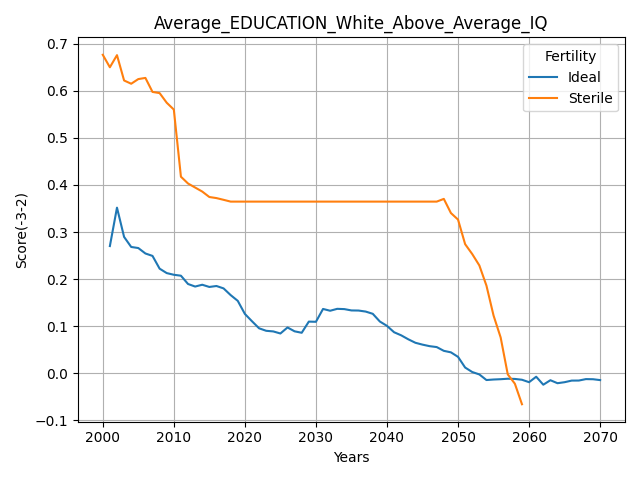 Average_EDUCATION_White_Above_Average_IQ
Fertility
Ideal
Sterile
Score(-3-2)
0.7
0.6
0.5
0.4
0.3
0.2
0.1
0.0
−0.1
2000 2010 2020 2030 2040 2050 2060 2070
Years